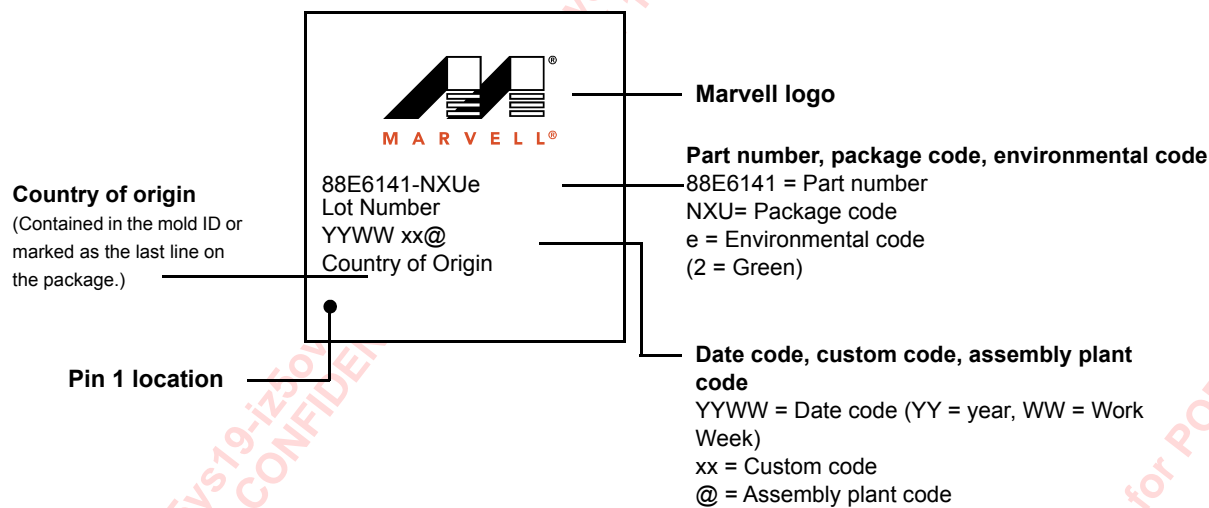 ®
MARVELL®
Marvell logo
Part number, package code, environmental code
88E6141 = Part number
NXU= Package code
e = Environmental code
(2 = Green)
Country of origin
(Contained in the mold ID or
marked as the last line on
the package.)
88E6141-NXUe
Lot Number
YYWW xx@
Country of Origin
Pin 1 location
Date code, custom code, assembly plant
code
YYWW = Date code (YY = year, WW = Work
Week)
xx = Custom code
@ = Assembly plant code